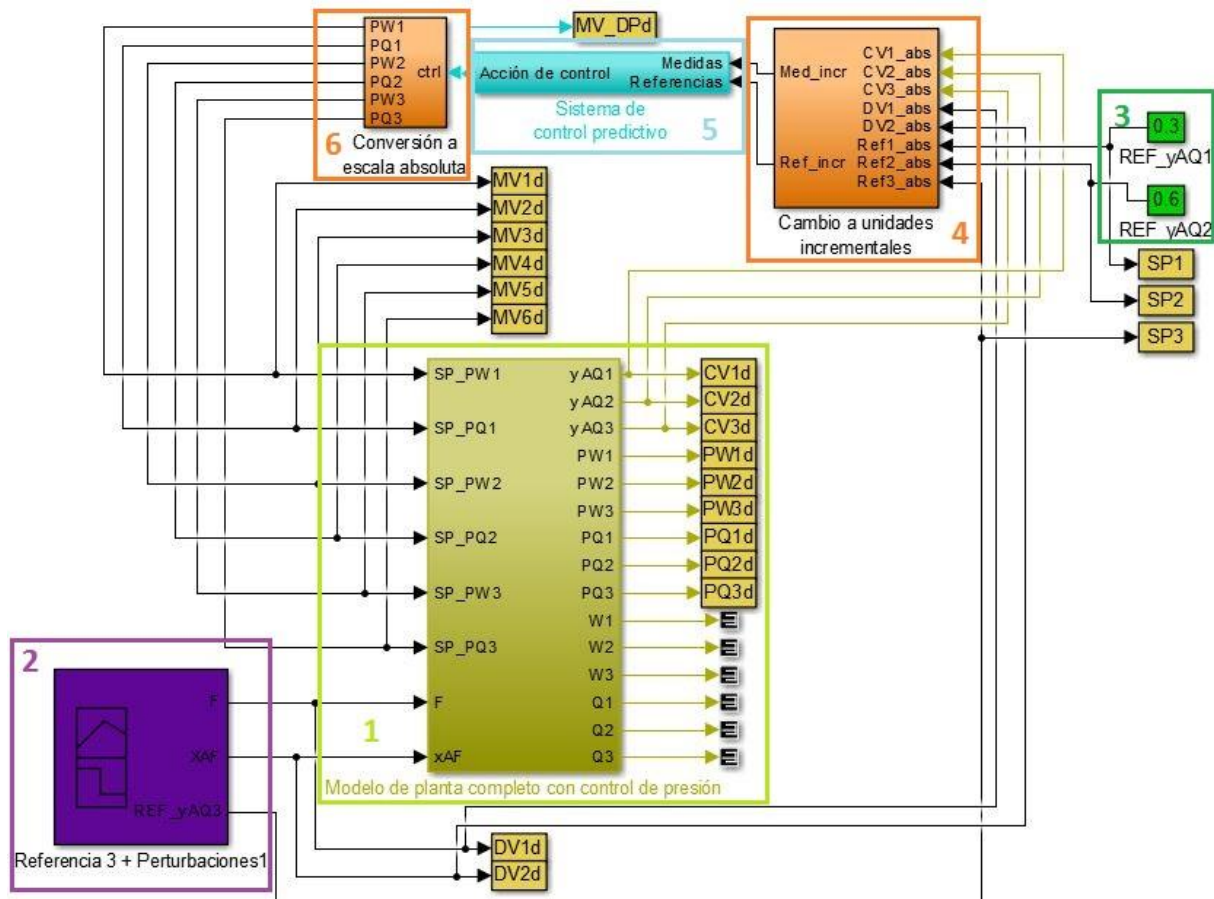 PW1
PQ1
PW2
PQ2
PW3
PQ3
ctrl
6
Conversión a
escala absoluta
MV_DPd
Acción de control
Medidas
Referencias
Sistema de
control predictivo
5
Med_incr
Ref_incr
CV1_abs
CV2_abs
CV3_abs
DV1_abs
DV2_abs
Ref1_abs
Ref2_abs
Ref3_abs
Cambio a unidades
incrementales
4
3
0.3
REF_yAQ1
0.6
REF_yAQ2
SP1
SP2
SP3
MV1d
MV2d
MV3d
MV4d
MV5d
MV6d
SP_PW1
SP_PQ1
SP_PW2
SP_PQ2
SP_PW3
SP_PQ3
F
xAF
yAQ1
yAQ2
yAQ3
PW1
PW2
PW3
PQ1
PQ2
PQ3
W1
W2
W3
Q1
Q2
Q3
CV1d
CV2d
CV3d
PW1d
PW2d
PW3d
PQ1d
PQ2d
PQ3d
1
Modelo de planta completo con control de presión
2
F
XAF
REF_yAQ3
Referencia 3 + Perturbaciones1
DV1d
DV2d